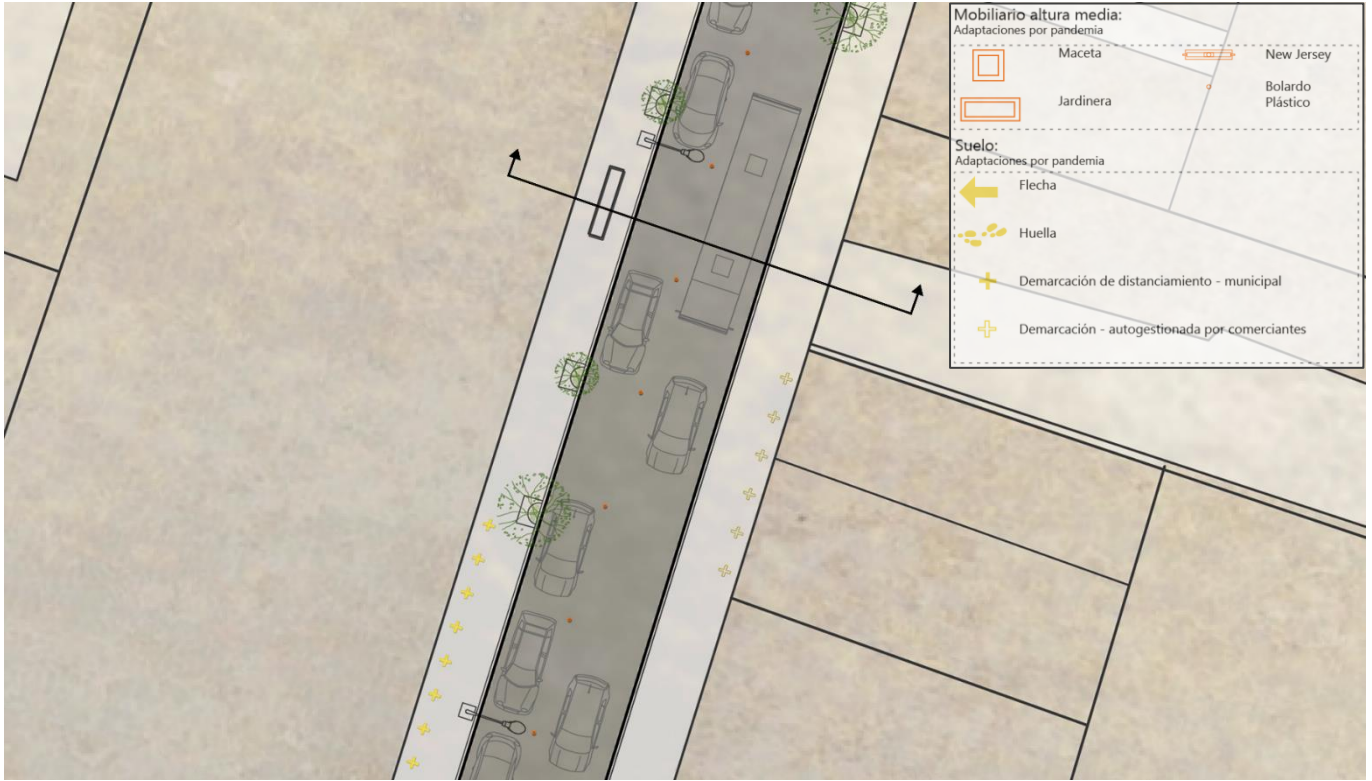 Mobiliario altura media:
Adaptaciones por pandemia
Maceta
New Jersey
Jardinera
Bolardo
Plástico
Suelo:
Adaptaciones por pandemia
Flecha
Huella
Demarcación de distanciamiento - municipal
Demarcación - autogestionada por comerciantes